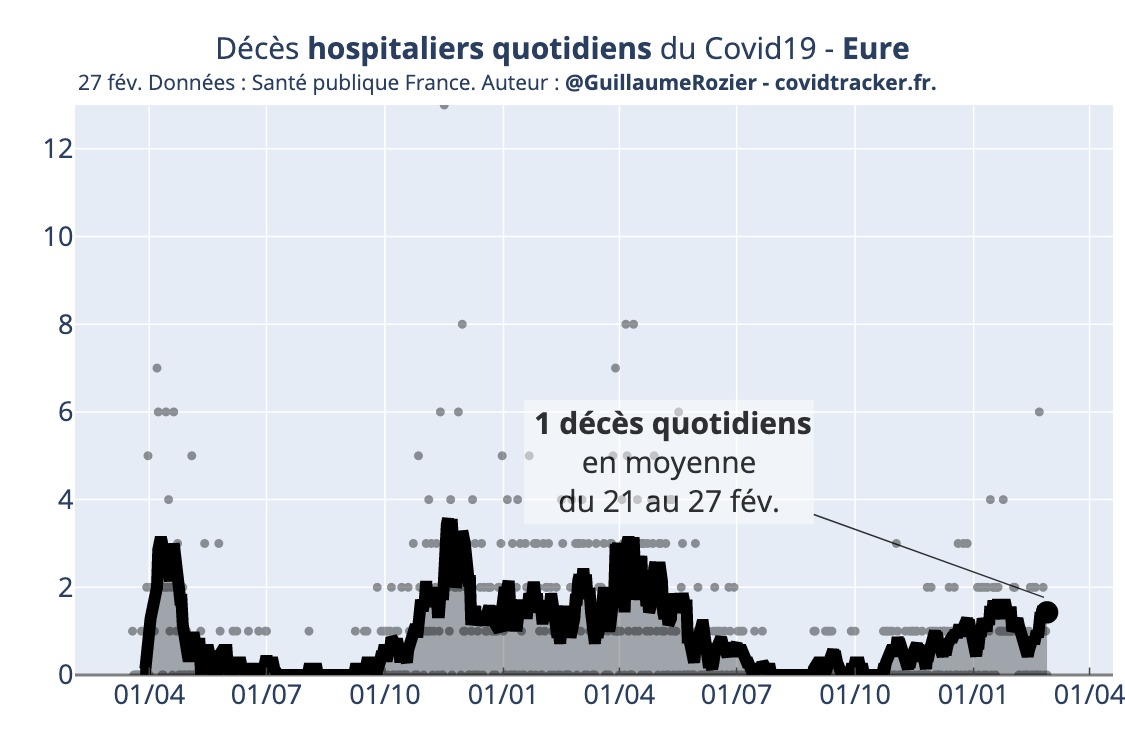 Décès hospitaliers quotidiens du Covid19 - Eure
27 fév. Données : Santé publique France. Auteur : @GuillaumeRozier - covidtracker.fr.
12
10
8
6
4
2
0
1 décès quotidiens
en moyenne
du 21 au 27 fév.
01/04 01/07 01/10 01/01 01/04 01/07 01/10 01/01 01/04